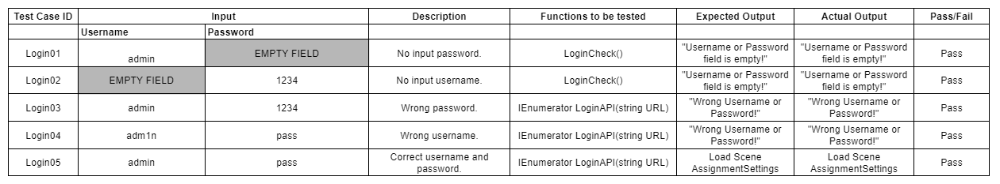 Test Case ID Input Description Functions to be tested Expected Output Actual Output Pass/Fail
Username Password
Login01 admin EMPTY FIELD No input password. LoginCheck() "Username or Password field is empty!" "Username or Password field is empty!" Pass
Login02 EMPTY FIELD 1234 No input username. LoginCheck() "Username or Password field is empty!" "Username or Password field is empty!" Pass
Login03 admin 1234 Wrong password. IEnumerator LoginAPI(string URL) "Wrong Username or Password!" "Wrong Username or Password!" Pass
Login04 adm1n pass Wrong username. IEnumerator LoginAPI(string URL) "Wrong Username or Password!" "Wrong Username or Password!" Pass
Login05 admin pass Correct username and password. IEnumerator LoginAPI(string URL) Load Scene AssignmentSettings Load Scene AssignmentSettings Pass